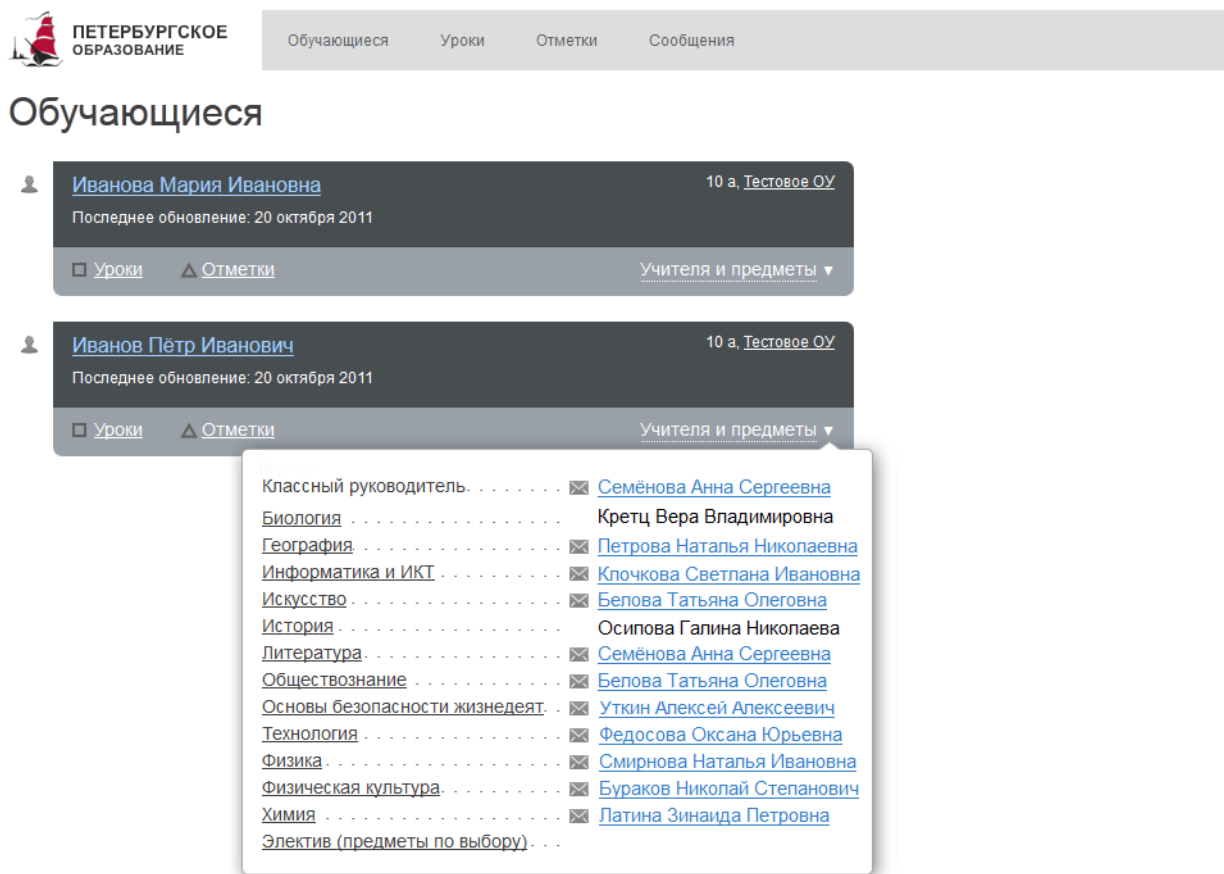 ПЕТЕРБУРГСКОЕ
ОБРАЗОВАНИЕ
Обучающиеся Уроки Отметки Сообщения
Обучающиеся
Иванова Мария Ивановна 10 а, Тестовое ОУ
Последнее обновление: 20 октября 2011
Уроки Отметки Учителя и предметы
Иванов Пётр Иванович 10 а, Тестовое ОУ
Последнее обновление: 20 октября 2011
Уроки Отметки Учителя и предметы
Классный руководитель Семёнова Анна Сергеевна
Биология Кретц Вера Владимировна
География Петрова Наталья Николаевна
Информатика и ИКТ Клочкова Светлана Ивановна
Искусство Белова Татьяна Олеговна
История Осипова Галина Николаева
Литература Семёнова Анна Сергеевна
Обществознание Белова Татьяна Олеговна
Основы безопасности жизнедеят Уткин Алексей Алексеевич
Технология Федосова Оксана Юрьевна
Физика Смирнова Наталья Ивановна
Физическая культура Бураков Николай Степанович
Химия Латина Зинаида Петровна
Электив (предметы по выбору)